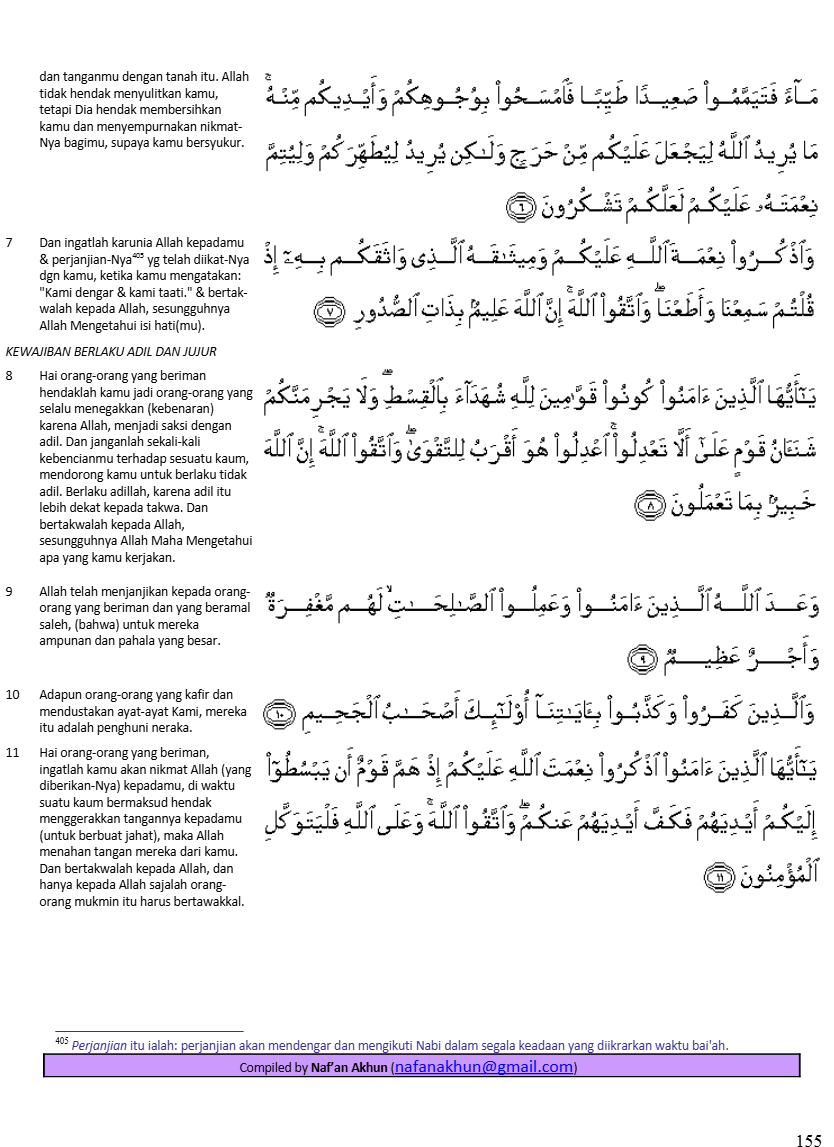 dan tanganmu dengan tanah itu. Allah
tidak hendak menyulitkan kamu,
tetapi Dia hendak membersihkan
kamu dan menyempurnakan nikmat-
Nya bagimu, supaya kamu bersyukur.
مَآءً فَتَيَمَّمُوا۟ صَعِيدًا طَيِّبًا فَٱمْسَحُوا۟ بِوُجُوهِكُمْ وَأَيْدِيكُم مِّنْهُ ۚ
مَا يُرِيدُ ٱللَّهُ لِيَجْعَلَ عَلَيْكُم مِّنْ حَرَجٍ وَلَٰكِن يُرِيدُ لِيُطَهِّرَكُمْ وَلِيُتِمَّ
نِعْمَتَهُۥ عَلَيْكُمْ لَعَلَّكُمْ تَشْكُرُونَ ٦
7 Dan ingatlah karunia Allah kepadamu
& perjanjian-Nya405 yg telah diikat-Nya
dgn kamu, ketika kamu mengatakan:
"Kami dengar & kami taati." & bertak-
walah kepada Allah, sesungguhnya
Allah Mengetahui isi hati(mu).
وَٱذْكُرُوا۟ نِعْمَةَ ٱللَّهِ عَلَيْكُمْ وَمِيثَٰقَهُ ٱلَّذِى وَاثَقَكُم بِهِۦٓ إِذْ
قُلْتُمْ سَمِعْنَا وَأَطَعْنَا ۖ وَٱتَّقُوا۟ ٱللَّهَ ۚ إِنَّ ٱللَّهَ عَلِيمٌۢ بِذَاتِ ٱلصُّدُورِ ٧
KEWAJIBAN BERLAKU ADIL DAN JUJUR
8 Hai orang-orang yang beriman
hendaklah kamu jadi orang-orang yang
selalu menegakkan (kebenaran)
karena Allah, menjadi saksi dengan
adil. Dan janganlah sekali-kali
kebencianmu terhadap sesuatu kaum,
mendorong kamu untuk berlaku tidak
adil. Berlaku adillah, karena adil itu
lebih dekat kepada takwa. Dan
bertakwalah kepada Allah,
sesungguhnya Allah Maha Mengetahui
apa yang kamu kerjakan.
يَٰٓأَيُّهَا ٱلَّذِينَ ءَامَنُوا۟ كُونُوا۟ قَوَّٰمِينَ لِلَّهِ شُهَدَآءَ بِٱلْقِسْطِ ۖ وَلَا يَجْرِمَنَّكُمْ
شَنَـَٔانُ قَوْمٍ عَلَىٰٓ أَلَّا تَعْدِلُوا۟ ۚ ٱعْدِلُوا۟ هُوَ أَقْرَبُ لِلتَّقْوَىٰ ۖ وَٱتَّقُوا۟ ٱللَّهَ ۚ إِنَّ ٱللَّهَ
خَبِيرٌۢ بِمَا تَعْمَلُونَ ٨
9 Allah telah menjanjikan kepada orang-
orang yang beriman dan yang beramal
saleh, (bahwa) untuk mereka
ampunan dan pahala yang besar.
وَعَدَ ٱللَّهُ ٱلَّذِينَ ءَامَنُوا۟ وَعَمِلُوا۟ ٱلصَّٰلِحَٰتِ ۙ لَهُم مَّغْفِرَةٌ
وَأَجْرٌ عَظِيمٌ ٩
10 Adapun orang-orang yang kafir dan
mendustakan ayat-ayat Kami, mereka
itu adalah penghuni neraka.
وَٱلَّذِينَ كَفَرُوا۟ وَكَذَّبُوا۟ بِـَٔايَٰتِنَآ أُو۟لَٰٓئِكَ أَصْحَٰبُ ٱلْجَحِيمِ ١٠
11 Hai orang-orang yang beriman,
ingatlah kamu akan nikmat Allah (yang
diberikan-Nya) kepadamu, di waktu
suatu kaum bermaksud hendak
menggerakkan tangannya kepadamu
(untuk berbuat jahat), maka Allah
menahan tangan mereka dari kamu.
Dan bertakwalah kepada Allah, dan
hanya kepada Allah sajalah orang-
orang mukmin itu harus bertawakkal.
يَٰٓأَيُّهَا ٱلَّذِينَ ءَامَنُوا۟ ٱذْكُرُوا۟ نِعْمَتَ ٱللَّهِ عَلَيْكُمْ إِذْ هَمَّ قَوْمٌ أَن يَبْسُطُوٓا۟
إِلَيْكُمْ أَيْدِيَهُمْ فَكَفَّ أَيْدِيَهُمْ عَنكُمْ ۖ وَٱتَّقُوا۟ ٱللَّهَ ۚ وَعَلَى ٱللَّهِ فَلْيَتَوَكَّلِ
ٱلْمُؤْمِنُونَ ١١
405 Perjanjian itu ialah: perjanjian akan mendengar dan mengikuti Nabi dalam segala keadaan yang diikrarkan waktu bai'ah.
Compiled by Naf’an Akhun (nafanakhun@gmail.com)
155